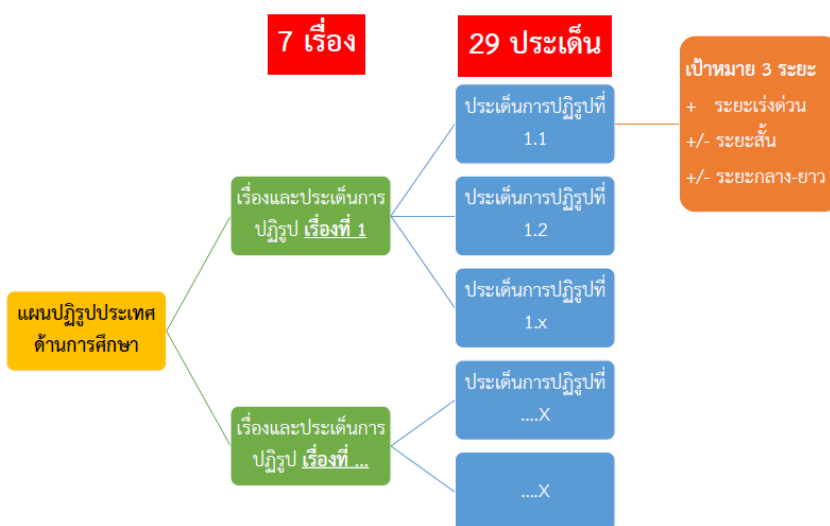 7 เรื่อง
29 ประเด็น
เป้าหมาย 3 ระยะ
+ ระยะเร่งด่วน
+/- ระยะสั้น
+/- ระยะกลาง-ยาว
ประเด็นการปฏิรูปที่
1.1
เรื่องและประเด็นการ
ปฏิรูป เรื่องที่ 1
ประเด็นการปฏิรูปที่
1.2
ประเด็นการปฏิรูปที่
1.x
แผนปฏิรูปประเทศ
ด้านการศึกษา
ประเด็นการปฏิรูปที่
....X
เรื่องและประเด็นการ
ปฏิรูป เรื่องที่ ...
....X